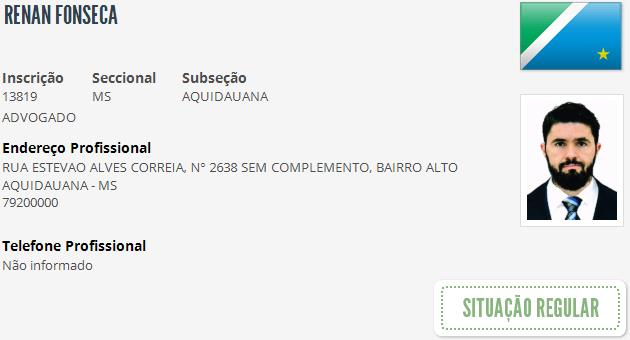 RENAN FONSECA
Inscrição Seccional Subseção
13819 MS AQUIDAUANA
ADVOGADO
Endereço Profissional
RUA ESTEVAO ALVES CORREIA, Nº 2638 SEM COMPLEMENTO, BAIRRO ALTO
AQUIDAUANA - MS
79200000
Telefone Profissional
Não informado
SITUAÇÃO REGULAR